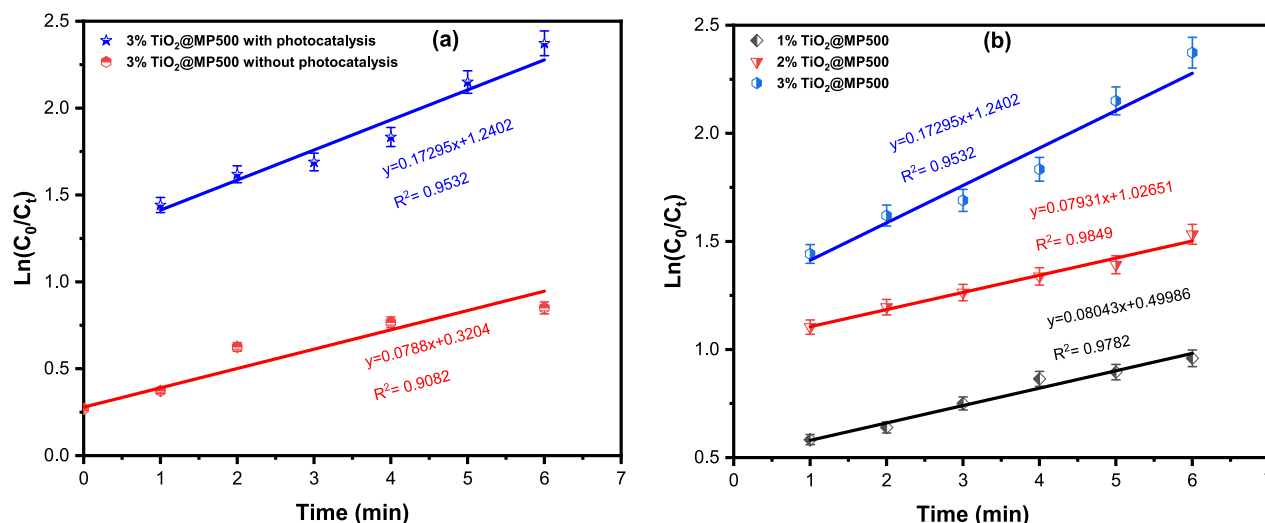 (a)
3% TiO₂@MP500 with photocatalysis
3% TiO₂@MP500 without photocatalysis
y=0.17295x+1.2402
R²= 0.9532
y=0.0788x+0.3204
R²= 0.9082
Ln(C₀/Cₜ)
2.5
2.0
1.5
1.0
0.5
0.0
0 1 2 3 4 5 6 7
Time (min)
(b)
1% TiO₂@MP500
2% TiO₂@MP500
3% TiO₂@MP500
y=0.17295x+1.2402
R²= 0.9532
y=0.07931x+1.02651
R²= 0.9849
y=0.08043x+0.49986
R²= 0.9782
Ln(C₀/Cₜ)
2.5
2.0
1.5
1.0
0.5
0 1 2 3 4 5 6
Time (min)